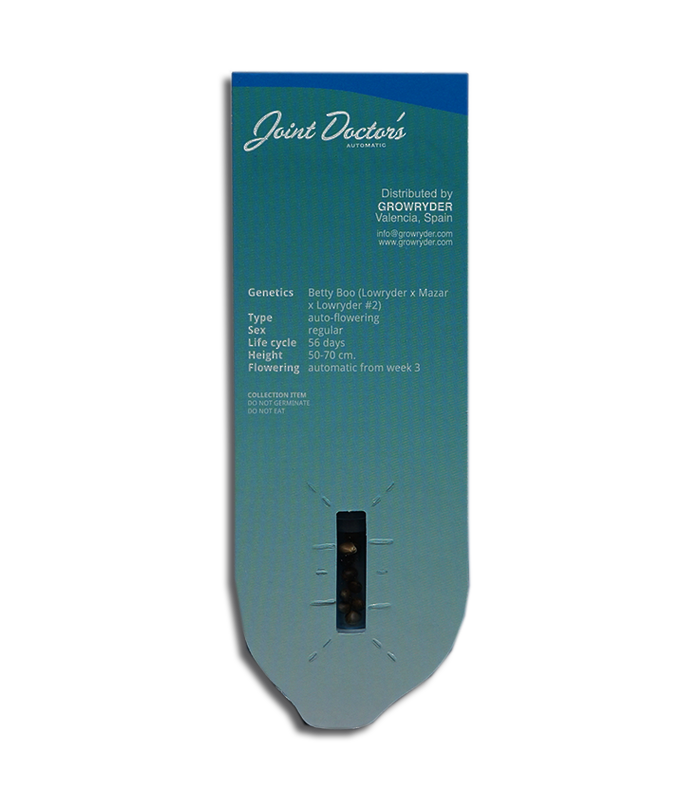 Joint Doctor's
AUTOMATIC
Distributed by
GROWRYDER
Valencia, Spain
info@growryder.com
www.growryder.com
Genetics Betty Boo (Lowryder x Mazar
x Lowryder #2)
Type auto-flowering
Sex regular
Life cycle 56 days
Height 50-70 cm.
Flowering automatic from week 3
COLLECTION ITEM
DO NOT GERMINATE
DO NOT EAT